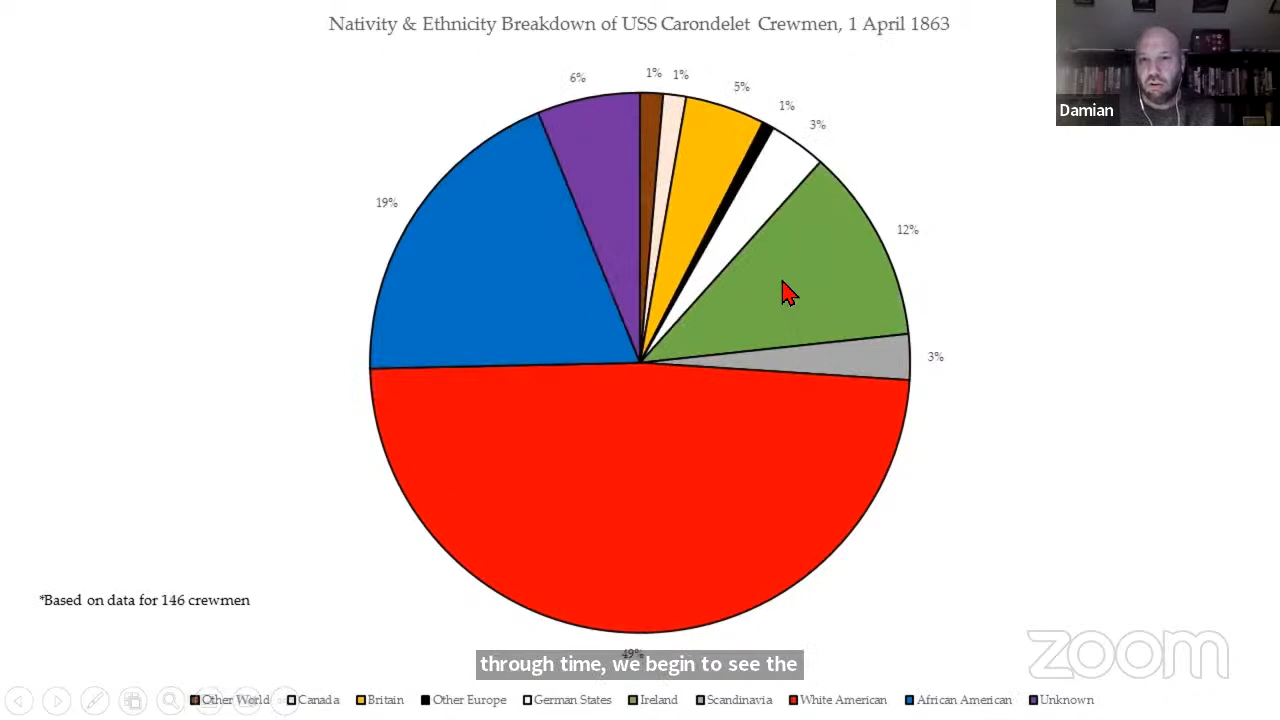 Nativity & Ethnicity Breakdown of USS Carondelet Crewmen, 1 April 1863
Damian
6%
1%
1%
5%
1%
3%
19%
12%
3%
*Based on data for 146 crewmen
49%
through time, we begin to see the
zoom
Other World
Canada
Britain
Other Europe
German States
Ireland
Scandinavia
White American
African American
Unknown